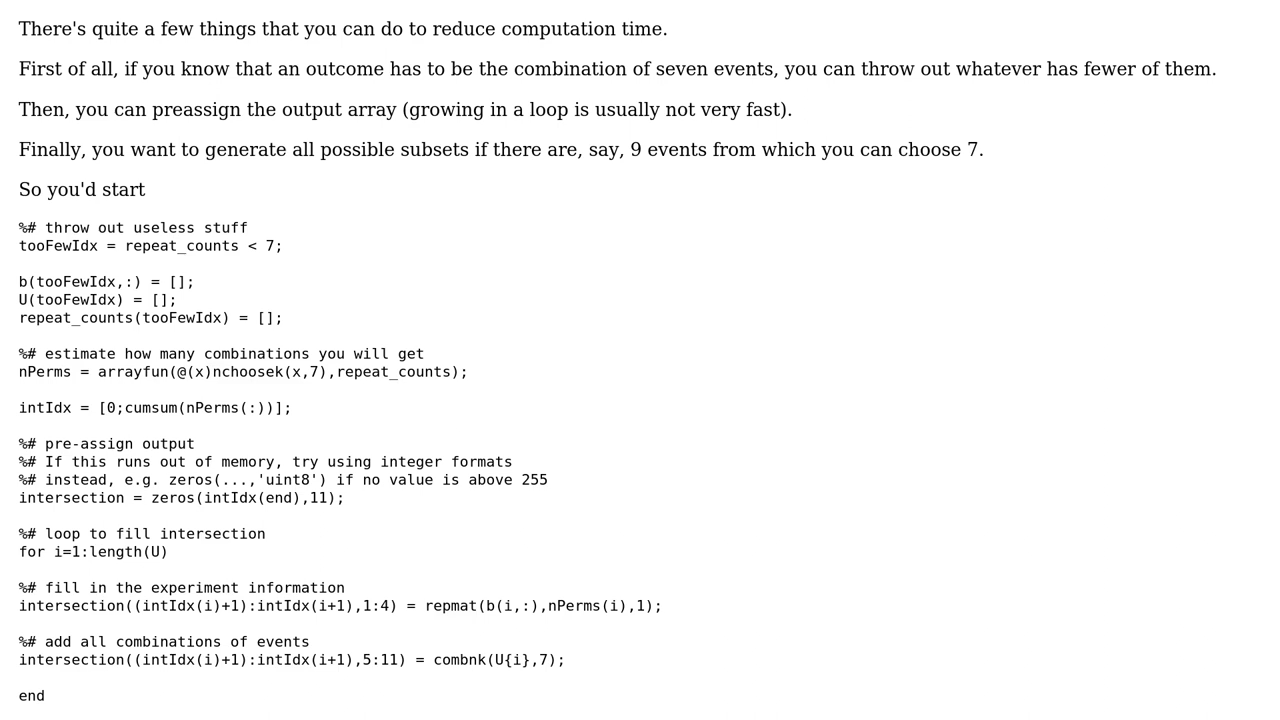 There's quite a few things that you can do to reduce computation time.
First of all, if you know that an outcome has to be the combination of seven events, you can throw out whatever has fewer of them.
Then, you can preassign the output array (growing in a loop is usually not very fast).
Finally, you want to generate all possible subsets if there are, say, 9 events from which you can choose 7.
So you'd start
%# throw out useless stuff
tooFewIdx = repeat_counts < 7;
b(tooFewIdx,:) = [];
U(tooFewIdx) = [];
repeat_counts(tooFewIdx) = [];
%# estimate how many combinations you will get
nPerms = arrayfun(@(x)nchoosek(x,7),repeat_counts);
intIdx = [0;cumsum(nPerms(:))];
%# pre-assign output
%# If this runs out of memory, try using integer formats
%# instead, e.g. zeros(...,'uint8') if no value is above 255
intersection = zeros(intIdx(end),11);
%# loop to fill intersection
for i=1:length(U)
%# fill in the experiment information
intersection((intIdx(i)+1):intIdx(i+1),1:4) = repmat(b(i,:),nPerms(i),1);
%# add all combinations of events
intersection((intIdx(i)+1):intIdx(i+1),5:11) = combnk(U{i},7);
end